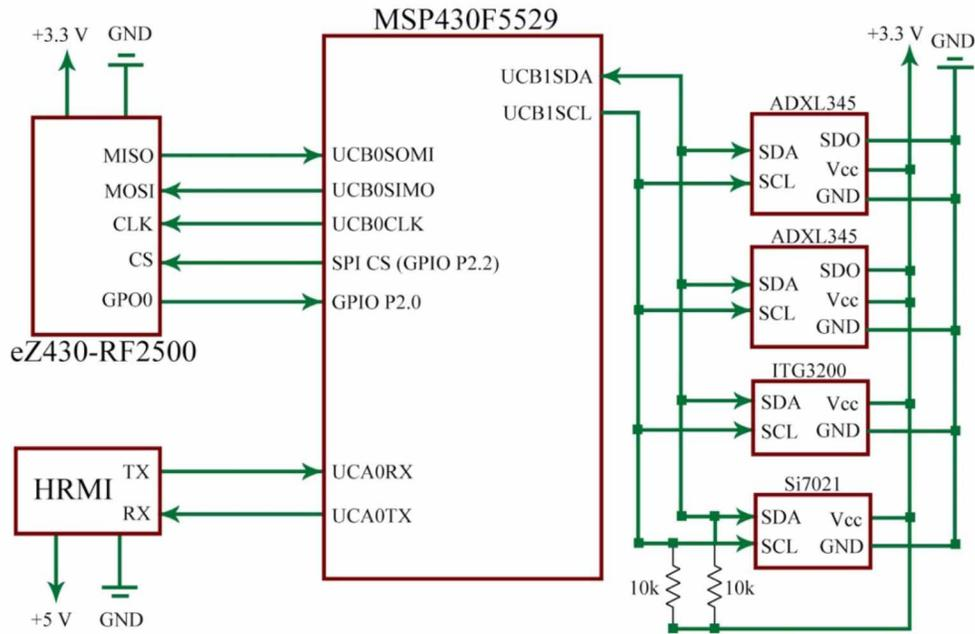 MSP430F5529
+3.3 V
GND
MISO
MOSI
CLK
CS
GPO0
eZ430-RF2500
UCB0SOMI
UCB0SIMO
UCB0CLK
SPI CS (GPIO P2.2)
GPIO P2.0
HRMI
TX
RX
+5 V
GND
UCA0RX
UCA0TX
UCB1SDA
UCB1SCL
+3.3 V
GND
ADXL345
SDA
SCL
SDO
Vcc
GND
ADXL345
SDA
SCL
SDO
Vcc
GND
ITG3200
SDA
SCL
Vcc
GND
Si7021
SDA
SCL
Vcc
GND
10k
10k